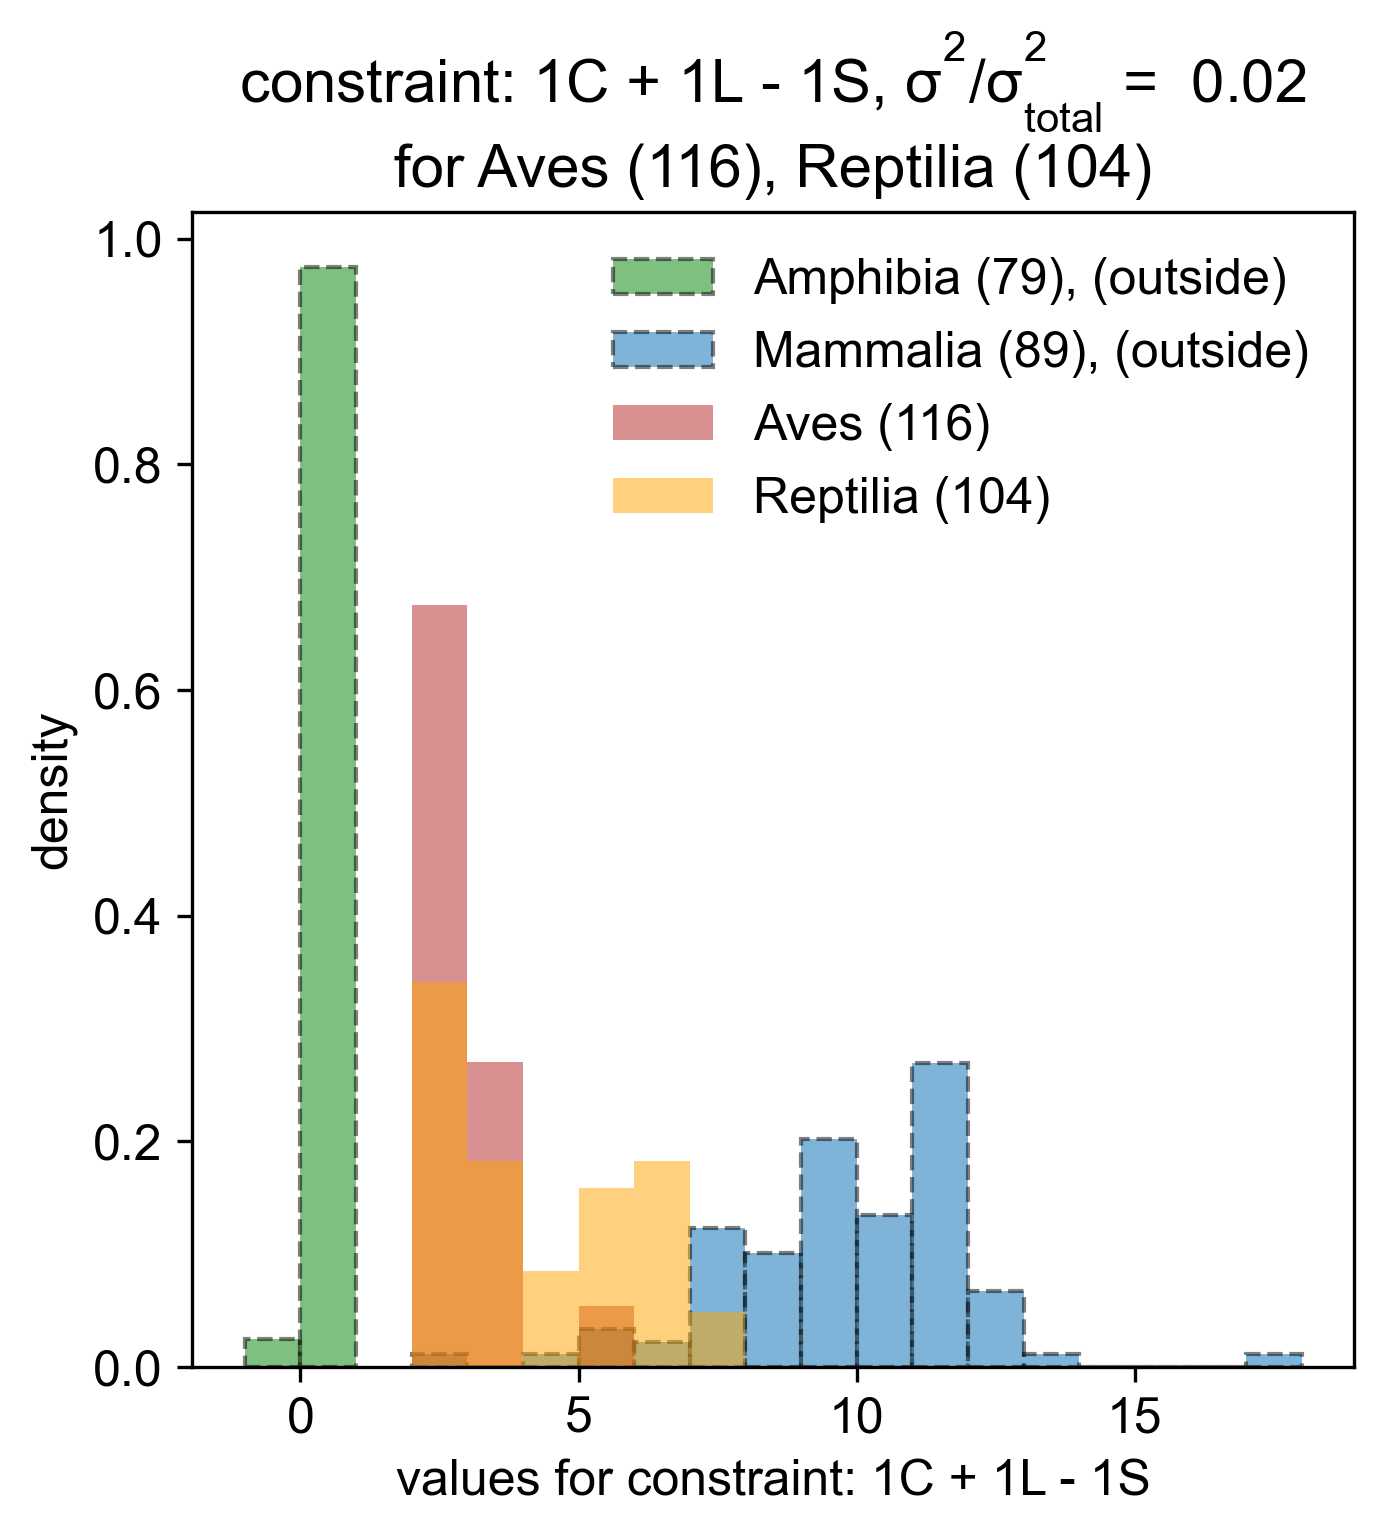 constraint: 1C + 1L - 1S, σ²/σ²total = 0.02
for Aves (116), Reptilia (104)
1.0
0.8
0.6
0.4
0.2
0.0
density
Amphibia (79), (outside)
Mammalia (89), (outside)
Aves (116)
Reptilia (104)
0 5 10 15
values for constraint: 1C + 1L - 1S